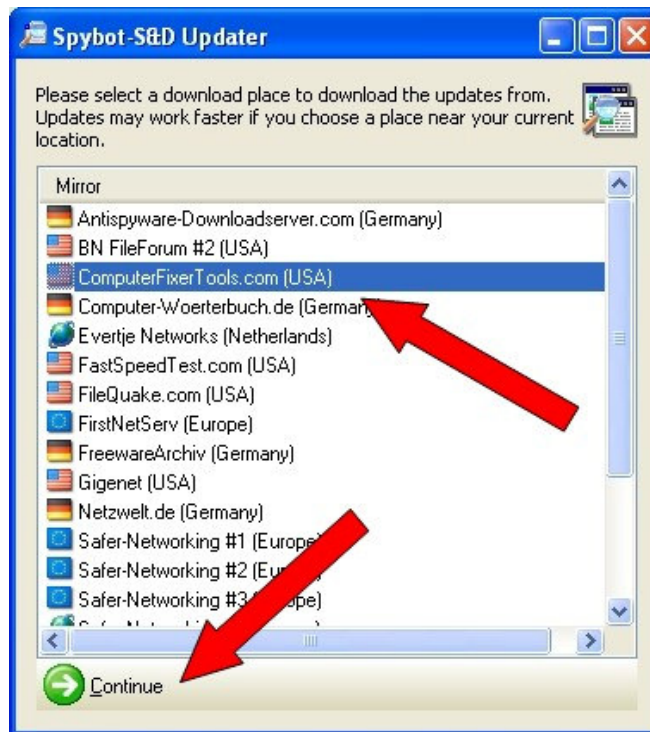 Spybot-S&D Updater
Please select a download place to download the updates from.
Updates may work faster if you choose a place near your current
location.
Mirror
Antispyware-Downloadserver.com (Germany)
BN FileForum #2 (USA)
ComputerFixerTools.com (USA)
Computer-Woerterbuch.de (Germany)
Evertje Networks (Netherlands)
FastSpeedTest.com (USA)
FileQuake.com (USA)
FirstNetServ (Europe)
FreewareArchiv (Germany)
Gigenet (USA)
Netzwelt.de (Germany)
Safer-Networking #1 (Europe)
Safer-Networking #2 (Europe)
Safer-Networking #3 (Europe)
Continue